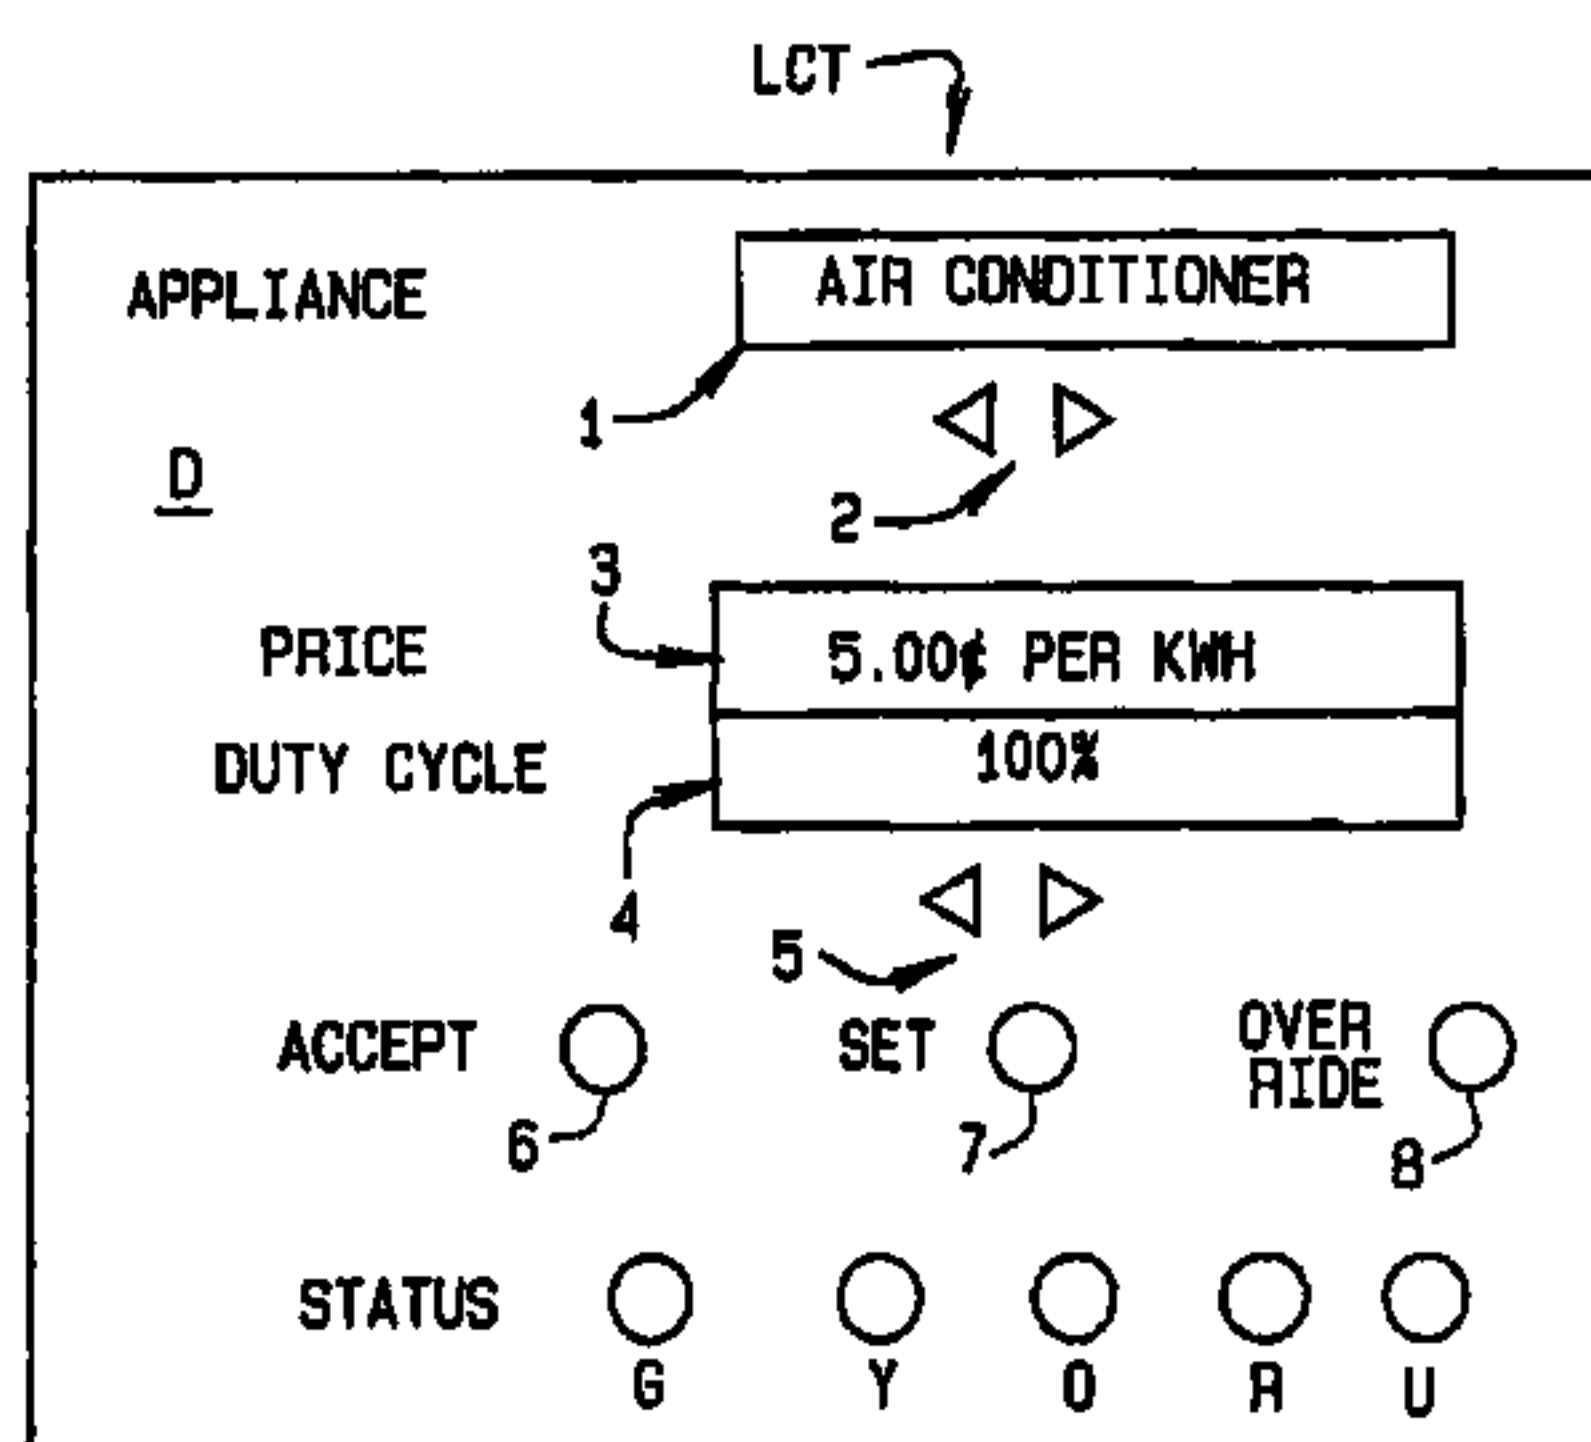 LCT
APPLIANCE AIR CONDITIONER
1
D
2
3
PRICE 5.00¢ PER KWH
DUTY CYCLE 100%
4
5
ACCEPT SET OVER
RIDE
6 7 8
STATUS
G Y O R U